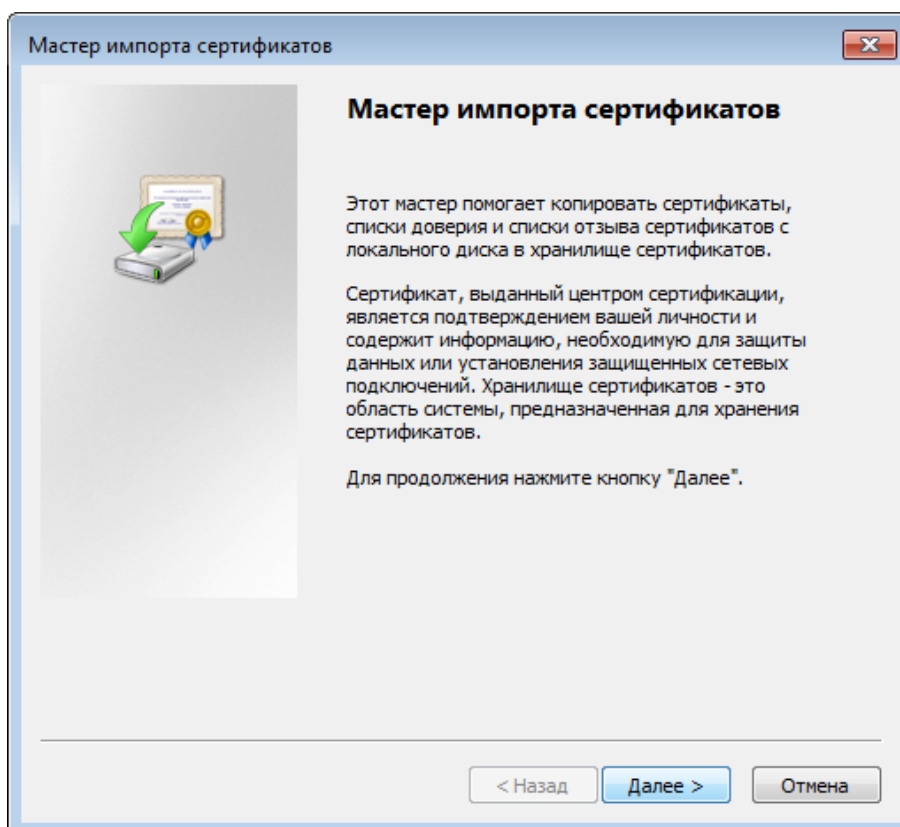 Мастер импорта сертификатов
Мастер импорта сертификатов
Этот мастер помогает копировать сертификаты,
списки доверия и списки отзыва сертификатов с
локального диска в хранилище сертификатов.
Сертификат, выданный центром сертификации,
является подтверждением вашей личности и
содержит информацию, необходимую для защиты
данных или установления защищенных сетевых
подключений. Хранилище сертификатов - это
область системы, предназначенная для хранения
сертификатов.
Для продолжения нажмите кнопку "Далее".
< Назад Далее > Отмена